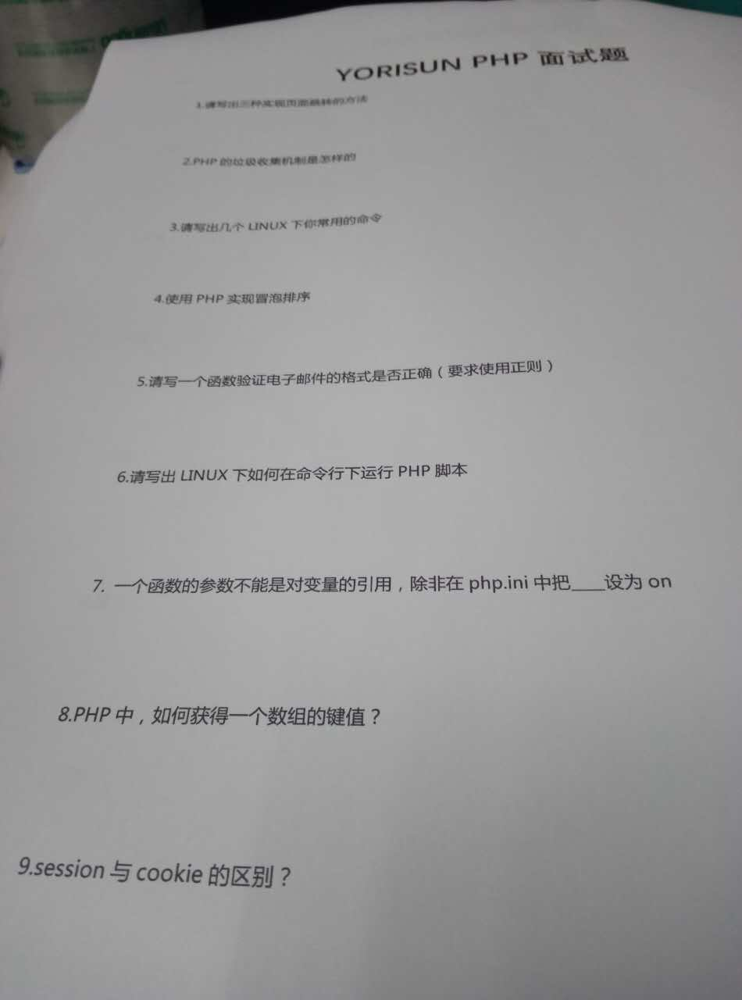 YORISUN PHP 面试题
1.请写出三种实现页面跳转的方法
2.PHP 的垃圾收集机制是怎样的
3.请写出几个 LINUX 下你常用的命令
4.使用 PHP 实现冒泡排序
5.请写一个函数验证电子邮件的格式是否正确（要求使用正则）
6.请写出 LINUX 下如何在命令行下运行 PHP 脚本
7. 一个函数的参数不能是对变量的引用，除非在 php.ini 中把____设为 on
8.PHP 中，如何获得一个数组的键值？
9.session 与 cookie 的区别？